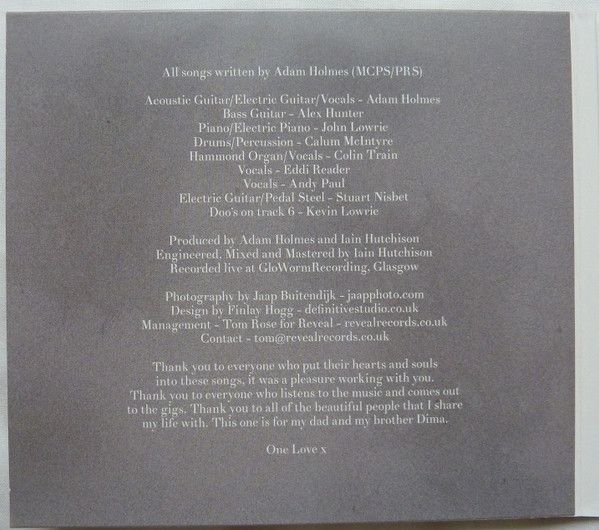 All songs written by Adam Holmes (MCPS/PRS)
Acoustic Guitar/Electric Guitar/Vocals - Adam Holmes
Bass Guitar - Alex Hunter
Piano/Electric Piano - John Lowrie
Drums/Percussion - Calum McIntyre
Hammond Organ/Vocals - Colin Train
Vocals - Eddi Reader
Vocals - Andy Paul
Electric Guitar/Pedal Steel - Stuart Nisbet
Doo's on track 6 - Kevin Lowrie
Produced by Adam Holmes and Iain Hutchison
Engineered, Mixed and Mastered by Iain Hutchison
Recorded live at GloWormRecording, Glasgow
Photography by Jaap Buitendijk - jaapphoto.com
Design by Finlay Hogg - definitivestudio.co.uk
Management - Tom Rose for Reveal - revealrecords.co.uk
Contact - tom@revealrecords.co.uk
Thank you to everyone who put their hearts and souls
into these songs, it was a pleasure working with you.
Thank you to everyone who listens to the music and comes out
to the gigs. Thank you to all of the beautiful people that I share
my life with. This one is for my dad and my brother Dima.
One Love x